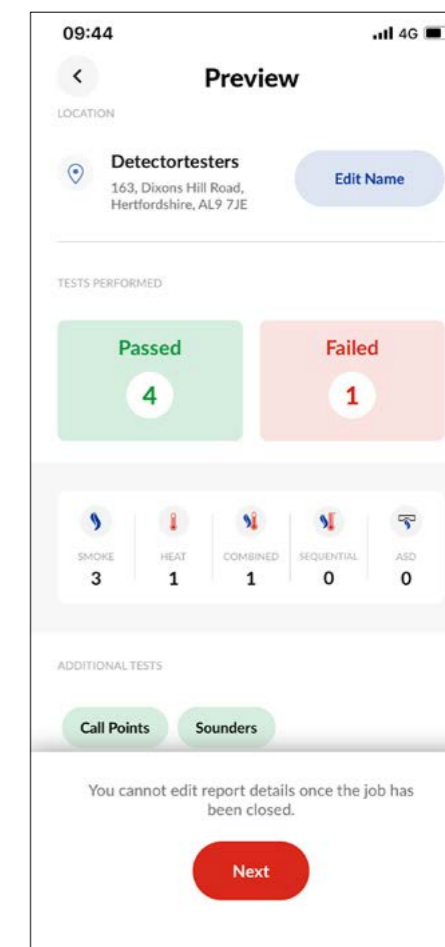 09:44
4G
Preview
LOCATION
Detectortesters
163, Dixons Hill Road,
Hertfordshire, AL9 7JE
Edit Name
TESTS PERFORMED
Passed
Failed
4
1
SMOKE HEAT COMBINED SEQUENTIAL ASD
3 1 1 0 0
ADDITIONAL TESTS
Call Points Sounders
You cannot edit report details once the job has
been closed.
Next